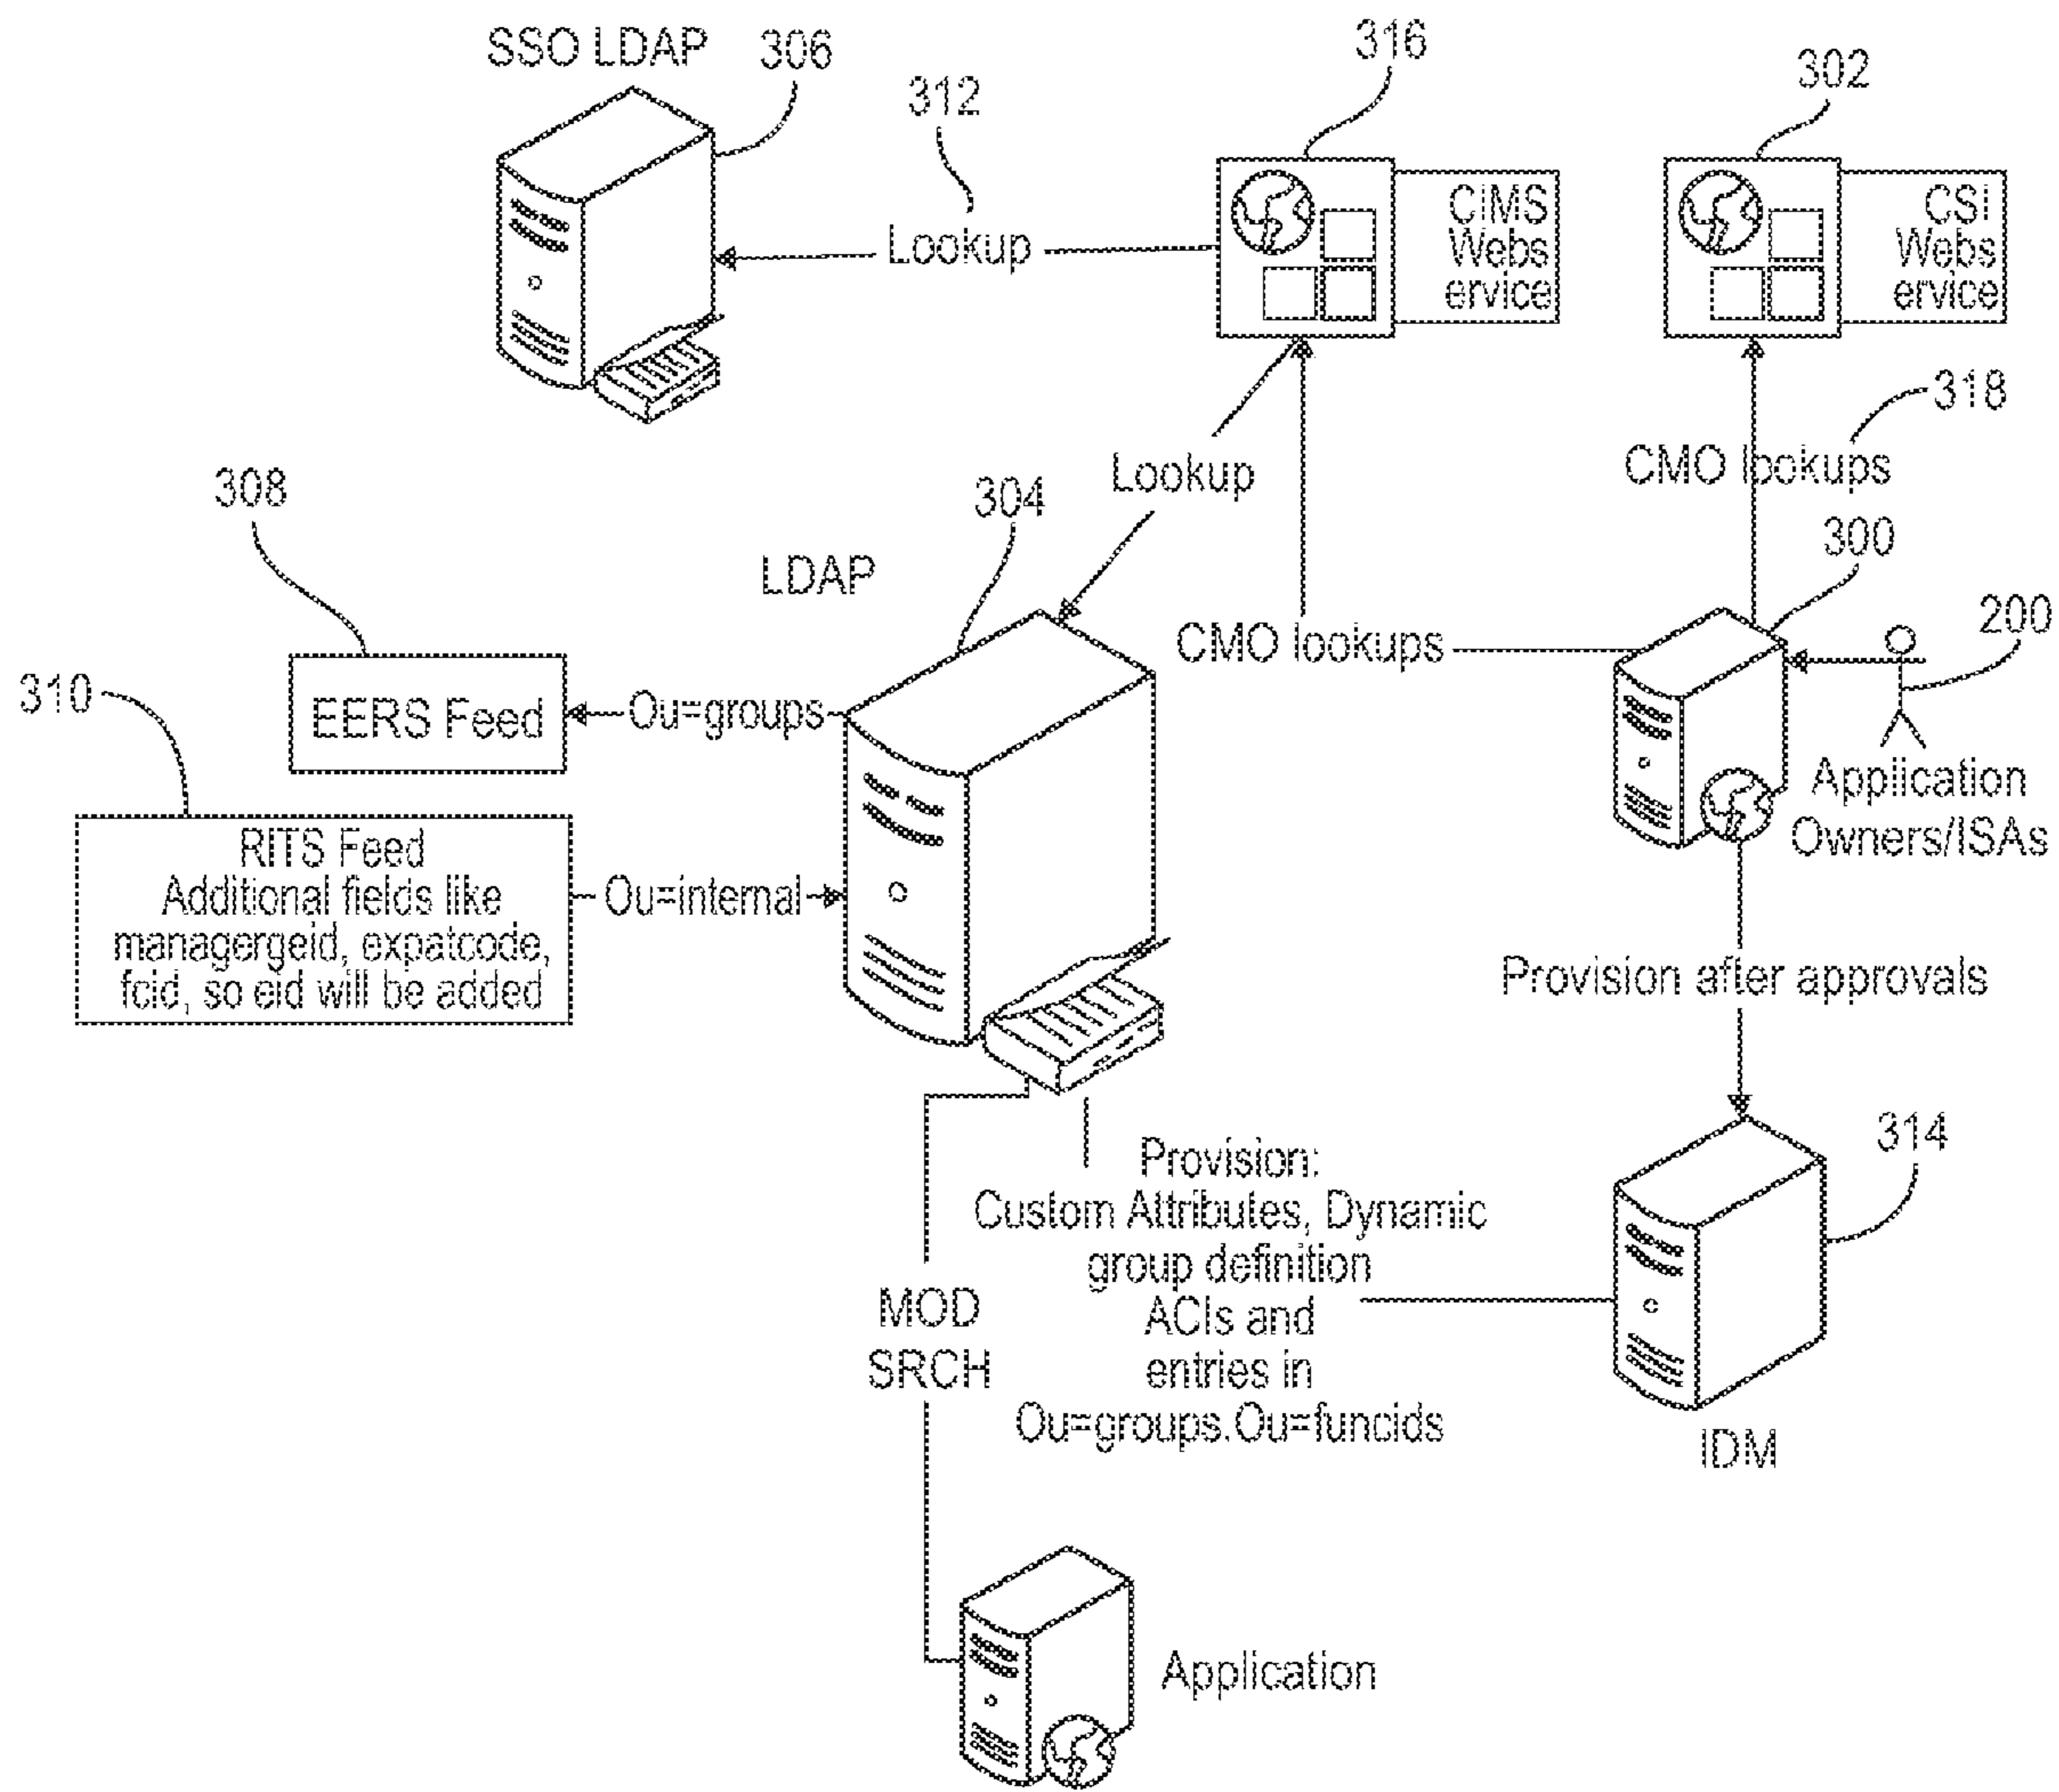 SSO LDAP
306
312
316
302
Lookup
CIMS
Webs
ervice
CSI
Webs
ervice
318
CMO lookups
Lookup
308
304
300
LDAP
200
CMO lookups
310
EERS Feed
Ou=groups
Application
Owners/ISAs
RITS Feed
Additional fields like
managergeid, expatcode,
fcid, so eid will be added
Ou=internal
Provision after approvals
314
Provision:
Custom Attributes, Dynamic
group definition
ACIs and
entries in
Ou=groups.Ou=funcids
MOD
SRCH
IDM
Application